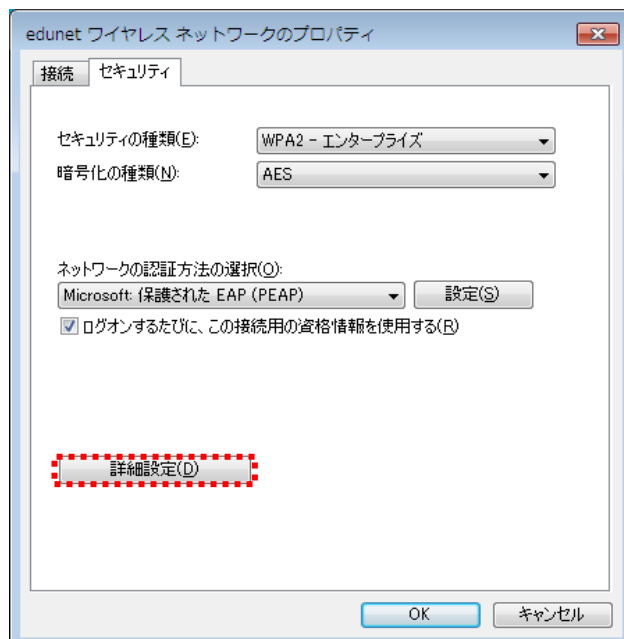 edunet ワイヤレス ネットワークのプロパティ
接続 セキュリティ
セキュリティの種類(E): WPA2 - エンタープライズ
暗号化の種類(N): AES
ネットワークの認証方法の選択(O):
Microsoft: 保護された EAP (PEAP) 設定(S)
ログオンするたびに、この接続用の資格情報を使用する(R)
詳細設定(D)
OK キャンセル